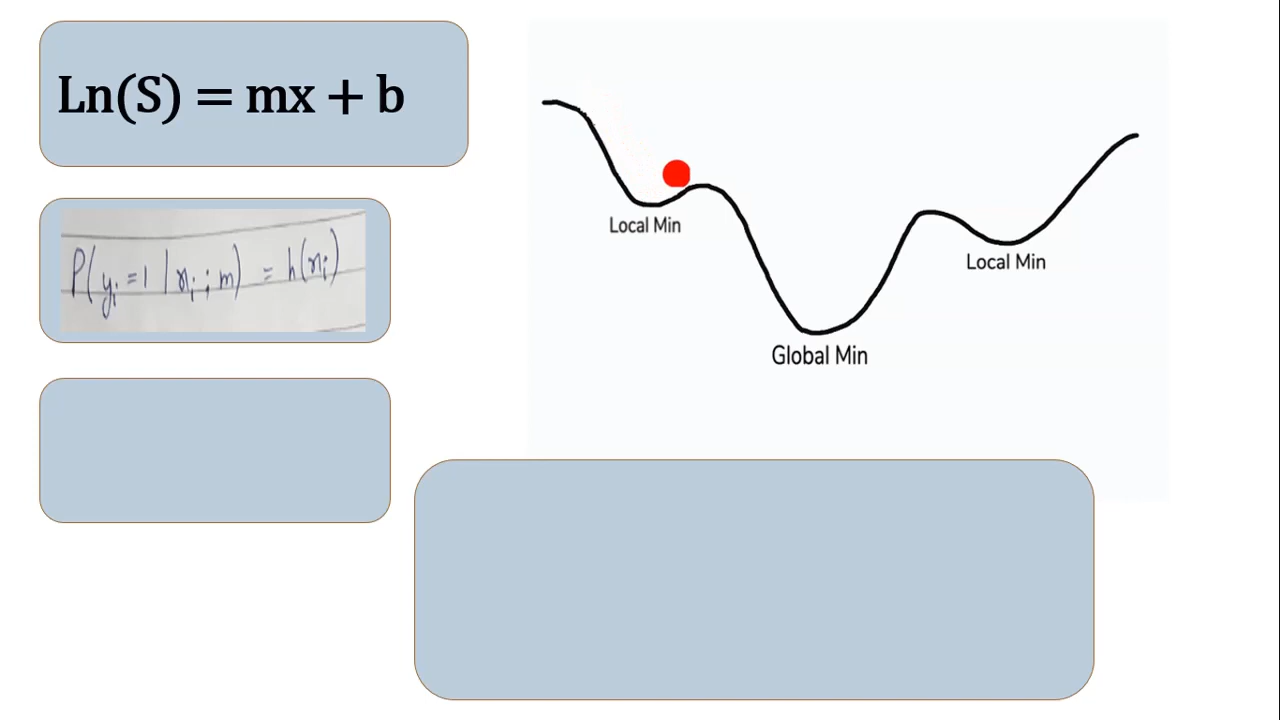 Ln(S) = mx + b
P(y_i = 1 | x_i ; m) = h(x_i)
Local Min
Local Min
Global Min